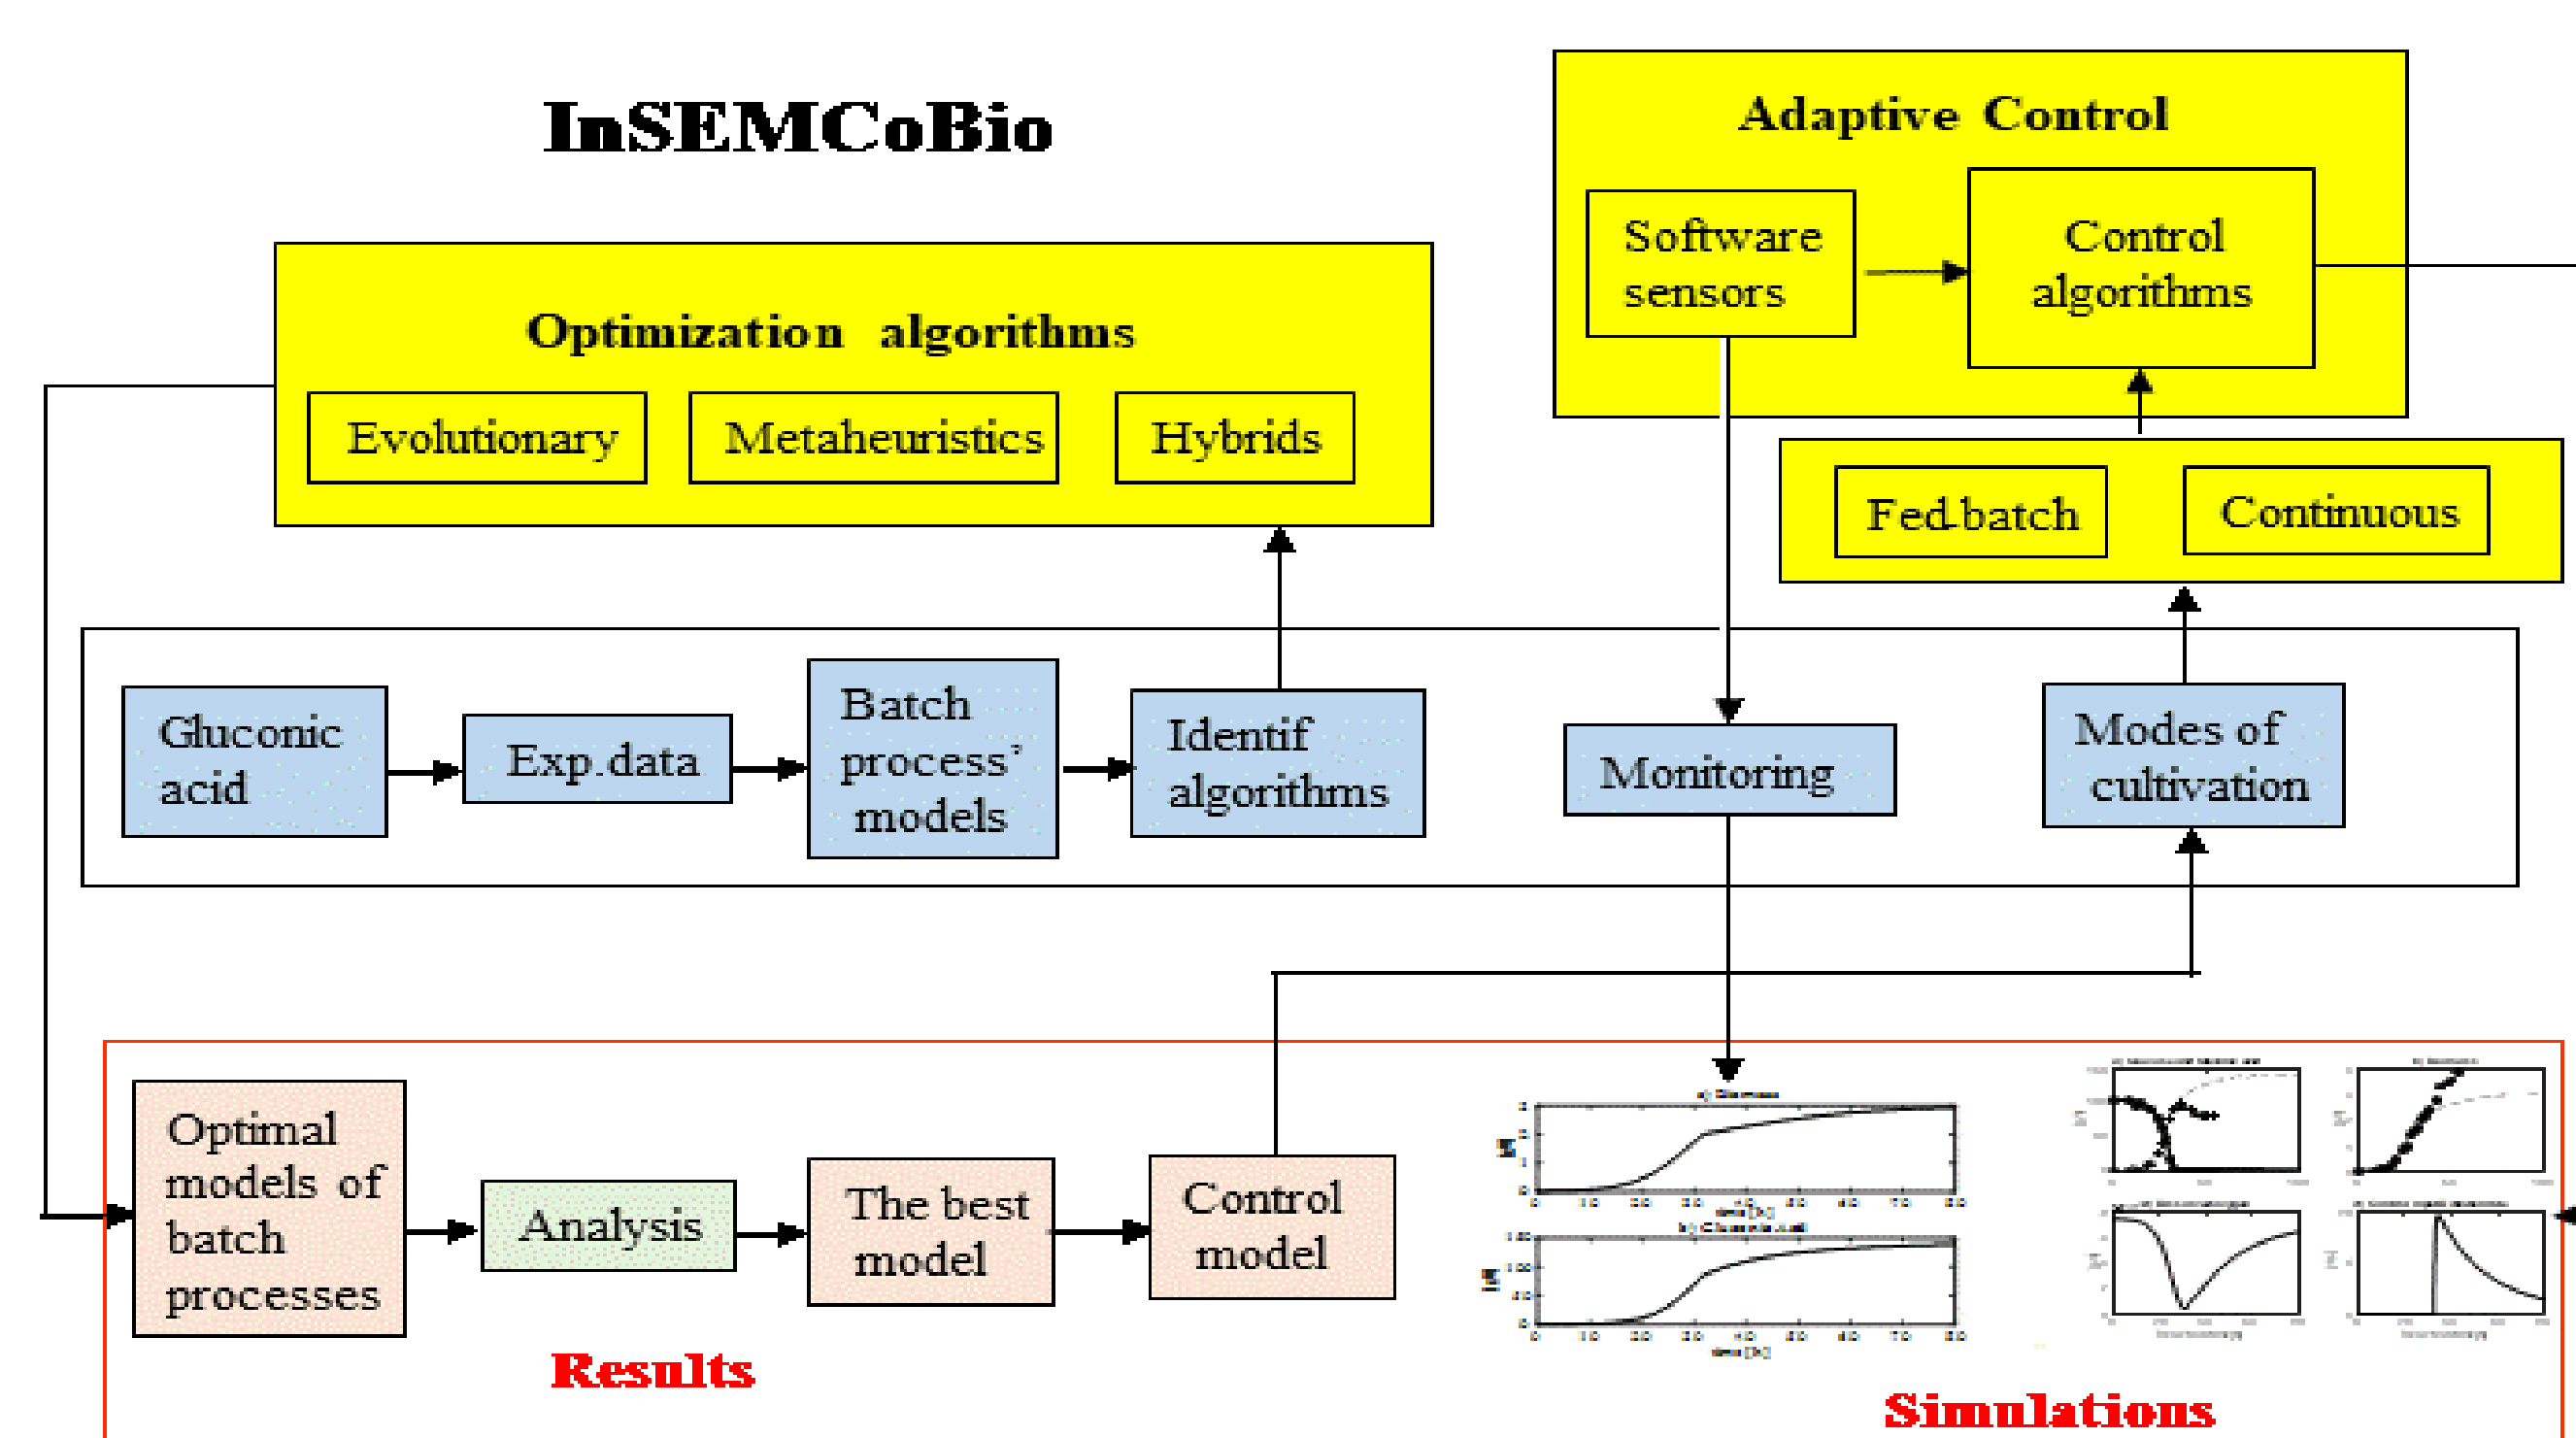 InSEMCoBio
Adaptive Control
Software
sensors
Control
algorithms
Optimization algorithms
Evolutionary
Metaheuristics
Hybrids
Fed-batch
Continuous
Gluconic
acid
Exp.data
Batch
process'
models
Identif
algorithms
Monitoring
Modes of
cultivation
Optimal
models of
batch
processes
Analysis
The best
model
Control
model
Results
Simulations